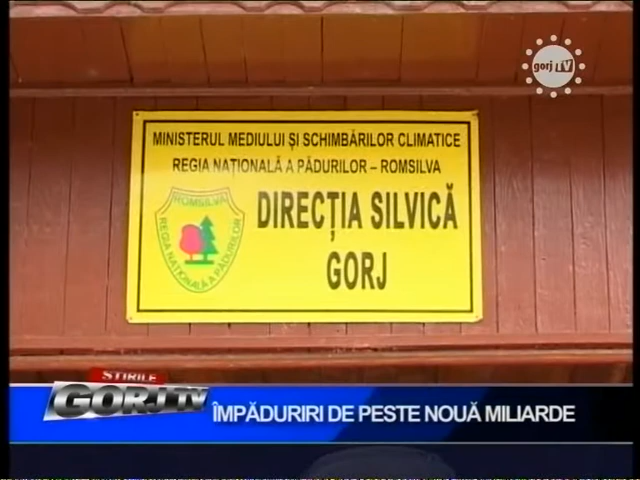 gorj TV
MINISTERUL MEDIULUI ȘI SCHIMBĂRILOR CLIMATICE
REGIA NAȚIONALĂ A PĂDURILOR – ROMSILVA
ROMSILVA
REGIA NAȚIONALĂ A PĂDURILOR
DIRECȚIA SILVICĂ
GORJ
ȘTIRILE
GORJ TV
ÎMPĂDURIRI DE PESTE NOUĂ MILIARDE